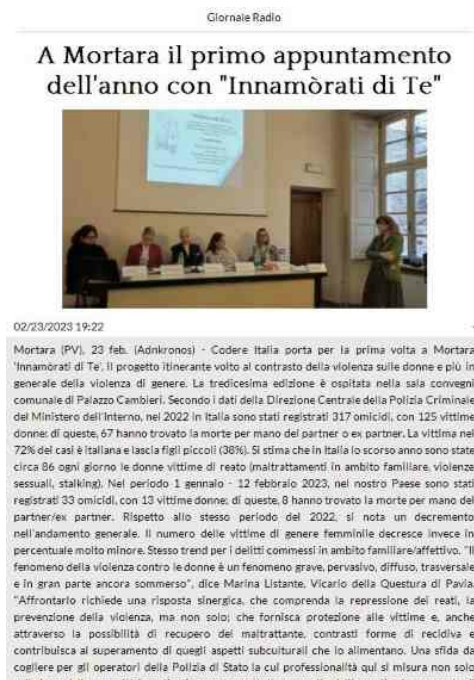 Giornale Radio
A Mortara il primo appuntamento
dell'anno con "Innamòrati di Te"
02/23/2023 19:22
Mortara (PV), 23 feb. (Adnkronos) - Codere Italia porta per la prima volta a Mortara
'Innamòrati di Te', il progetto itinerante volto al contrasto della violenza sulle donne e più in
generale della violenza di genere. La tredicesima edizione è ospitata nella sala convegni
comunale di Palazzo Cambieri. Secondo i dati della Direzione Centrale della Polizia Criminale
del Ministero dell'Interno, nel 2022 in Italia sono stati registrati 317 omicidi, con 125 vittime
donne: di queste, 67 hanno trovato la morte per mano del partner o ex partner. La vittima nel
72% dei casi è italiana e lascia figli piccoli (38%). Si stima che in Italia lo scorso anno sono state
circa 86 ogni giorno le donne vittime di reato (maltrattamenti in ambito familiare, violenze
sessuali, stalking). Nel periodo 1 gennaio - 12 febbraio 2023, nel nostro Paese sono stati
registrati 33 omicidi, con 13 vittime donne; di queste, 8 hanno trovato la morte per mano del
partner/ex partner. Rispetto allo stesso periodo del 2022, si nota un decremento
nell'andamento generale. Il numero delle vittime di genere femminile decresce invece in
percentuale molto minore. Stesso trend per i delitti commessi in ambito familiare/affettivo. "Il
fenomeno della violenza contro le donne è un fenomeno grave, pervasivo, diffuso, trasversale
e in gran parte ancora sommerso", dice Marina Listante, Vicario della Questura di Pavia.
"Affrontarlo richiede una risposta sinergica, che comprenda la repressione dei reati, la
prevenzione della violenza, ma non solo; che fornisca protezione alle vittime e, anche
attraverso la possibilità di recupero del maltrattante, contrasti forme di recidiva e
contribuisca al superamento di quegli aspetti subculturali che lo alimentano. Una sfida da
cogliere per gli operatori della Polizia di Stato la cui professionalità qui si misura non solo